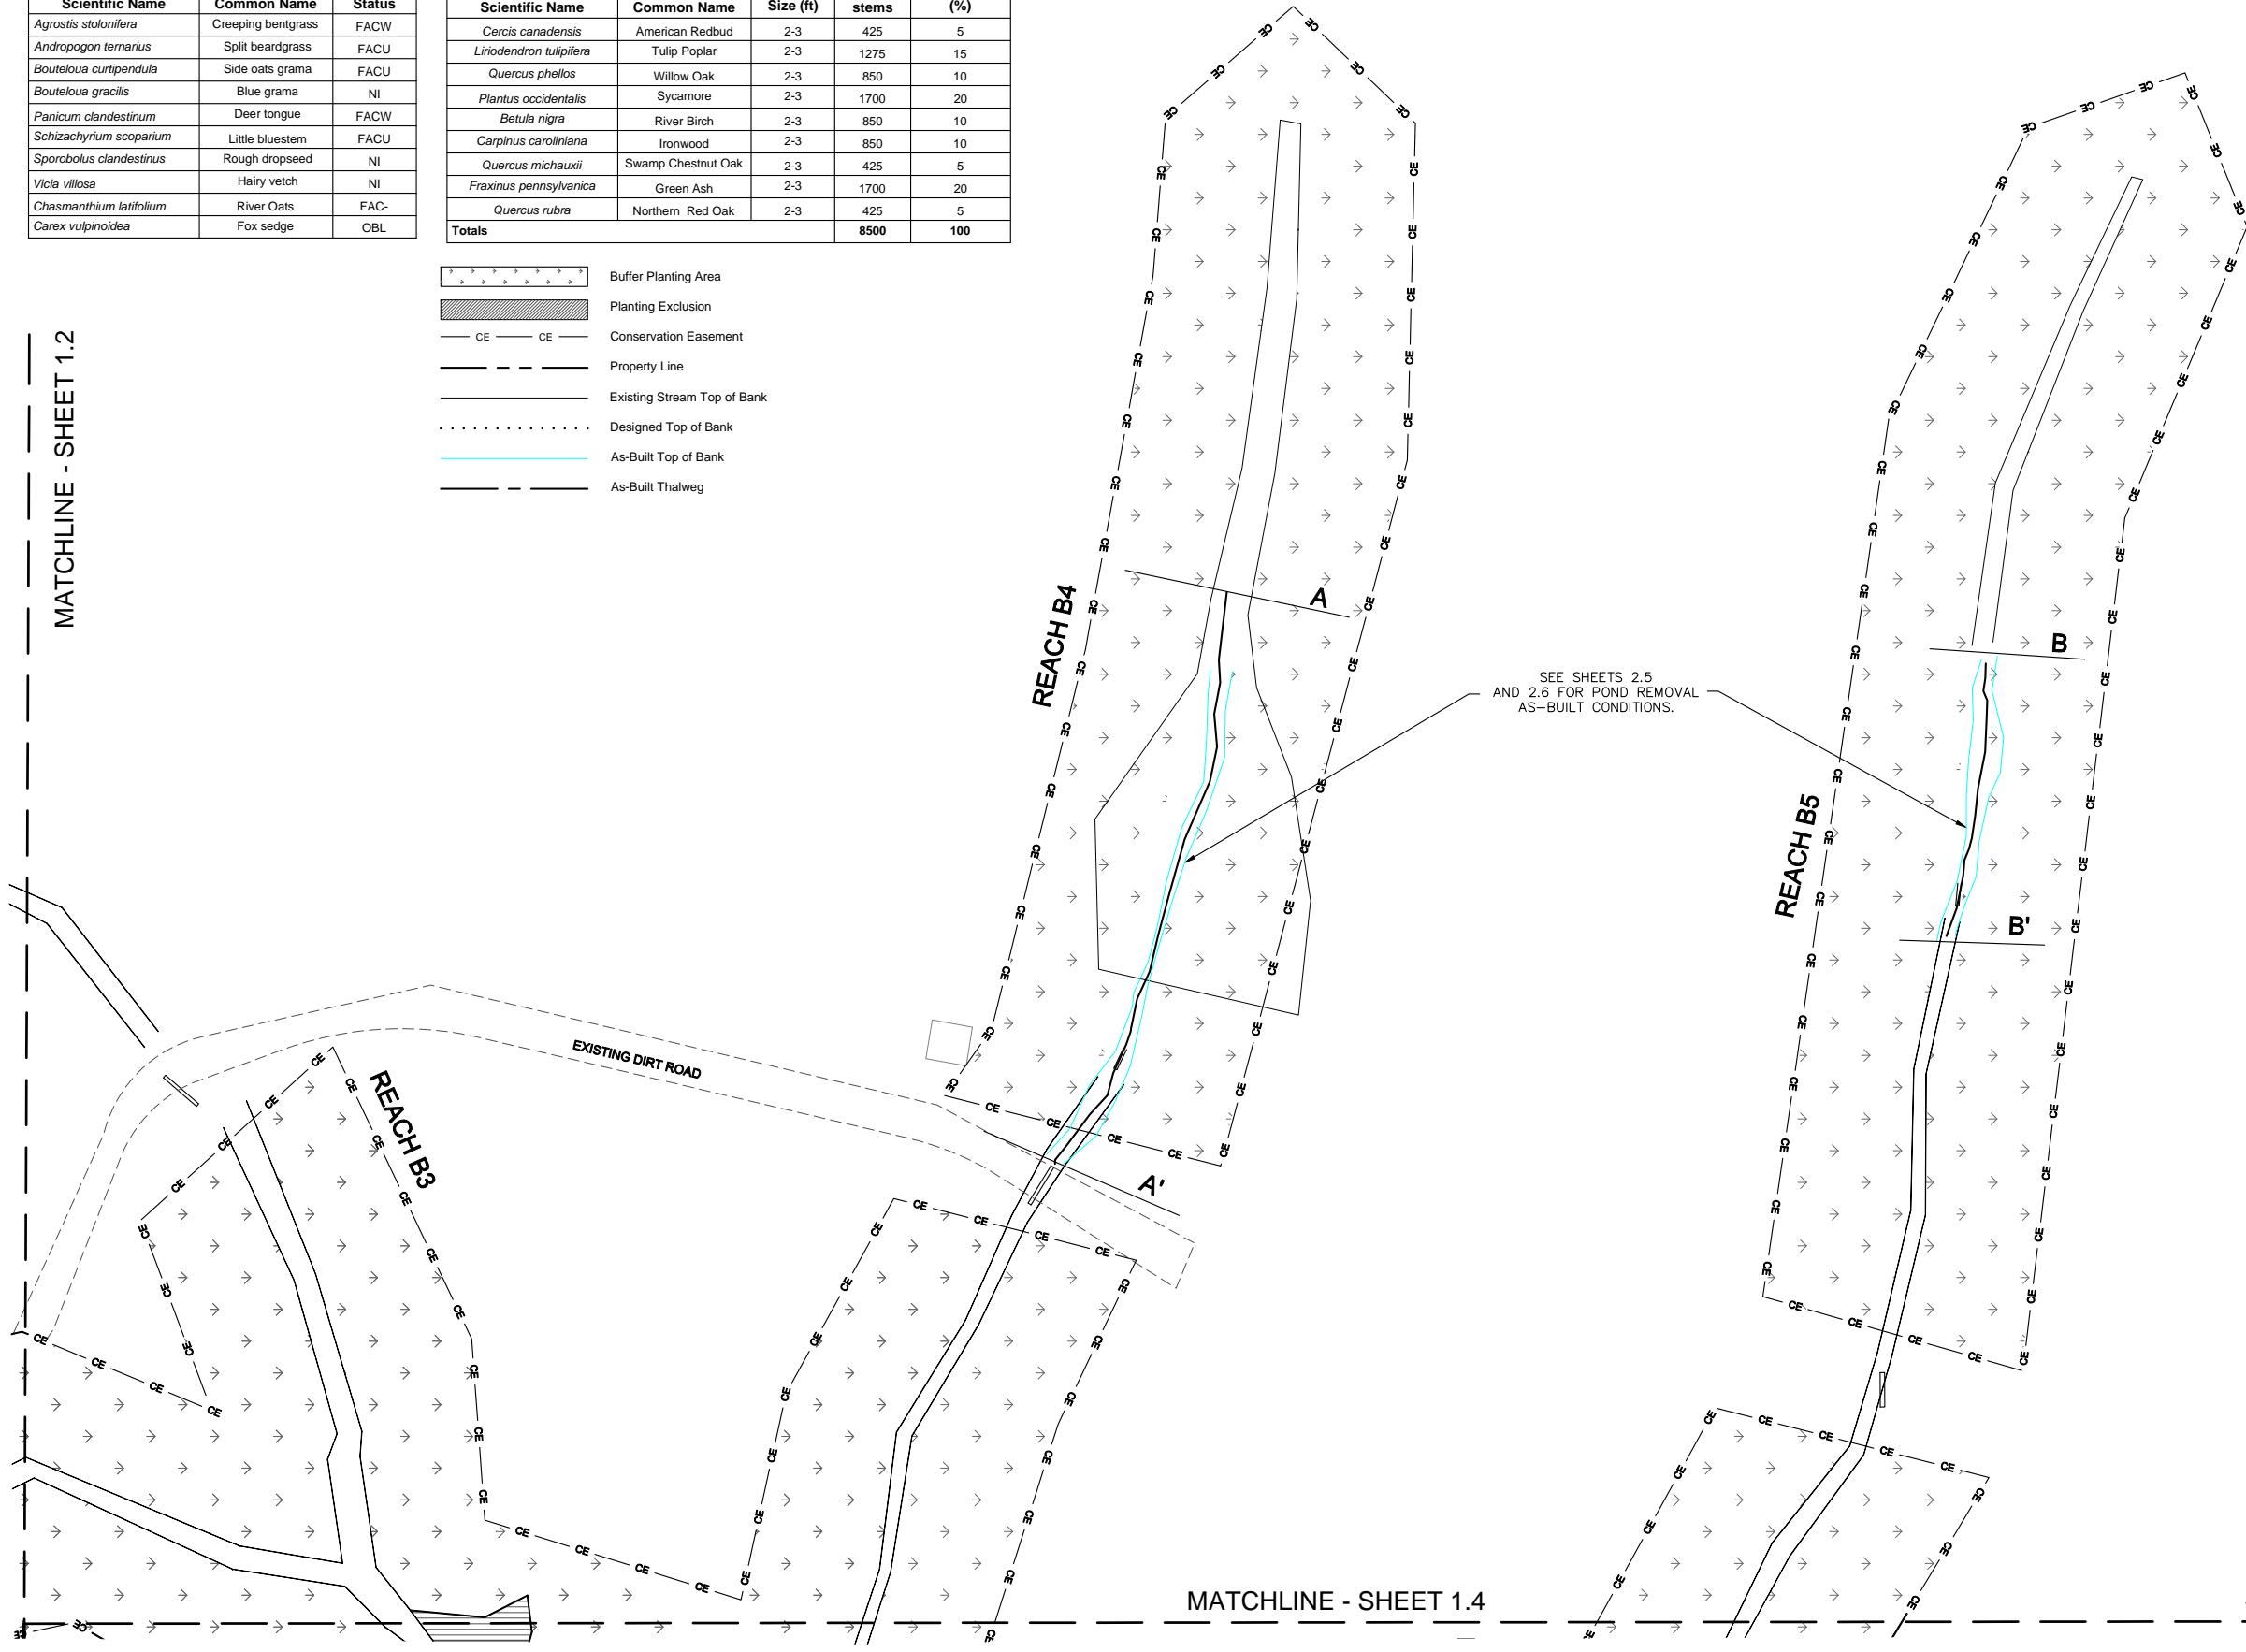 Scientific Name Common Name Status
Agrostis stolonifera Creeping bentgrass FACW
Andropogon ternarius Split beardgrass FACU
Bouteloua curtipendula Side oats grama FACU
Bouteloua gracilis Blue grama NI
Panicum clandestinum Deer tongue FACW
Schizachyrium scoparium Little bluestem FACU
Sporobolus clandestinus Rough dropseed NI
Vicia villosa Hairy vetch NI
Chasmanthium latifolium River Oats FAC-
Carex vulpinoidea Fox sedge OBL
Scientific Name Common Name Size (ft) stems (%)
Cercis canadensis American Redbud 2-3 425 5
Liriodendron tulipifera Tulip Poplar 2-3 1275 15
Quercus phellos Willow Oak 2-3 850 10
Plantus occidentalis Sycamore 2-3 1700 20
Betula nigra River Birch 2-3 850 10
Carpinus caroliniana Ironwood 2-3 850 10
Quercus michauxii Swamp Chestnut Oak 2-3 425 5
Fraxinus pennsylvanica Green Ash 2-3 1700 20
Quercus rubra Northern Red Oak 2-3 425 5
Totals 8500 100
Buffer Planting Area
Planting Exclusion
CE CE Conservation Easement
Property Line
Existing Stream Top of Bank
Designed Top of Bank
As-Built Top of Bank
As-Built Thalweg
MATCHLINE - SHEET 1.2
REACH B4
A
SEE SHEETS 2.5
AND 2.6 FOR POND REMOVAL
AS-BUILT CONDITIONS.
B
REACH B5
B'
EXISTING DIRT ROAD
REACH B3
A'
MATCHLINE - SHEET 1.4